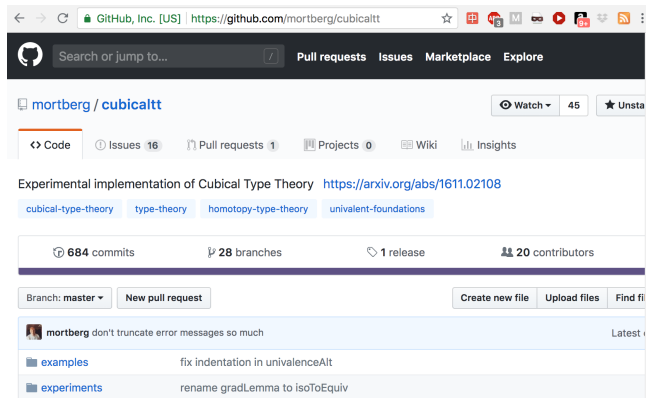 GitHub, Inc. [US] | https://github.com/mortberg/cubicaltt
Search or jump to... / Pull requests Issues Marketplace Explore
mortberg / cubicaltt Watch 45 Unsta
Code Issues 16 Pull requests 1 Projects 0 Wiki Insights
Experimental implementation of Cubical Type Theory https://arxiv.org/abs/1611.02108
cubical-type-theory type-theory homotopy-type-theory univalent-foundations
684 commits 28 branches 1 release 20 contributors
Branch: master New pull request Create new file Upload files Find fi
mortberg don't truncate error messages so much Latest
examples fix indentation in univalenceAlt
experiments rename gradLemma to isoToEquiv